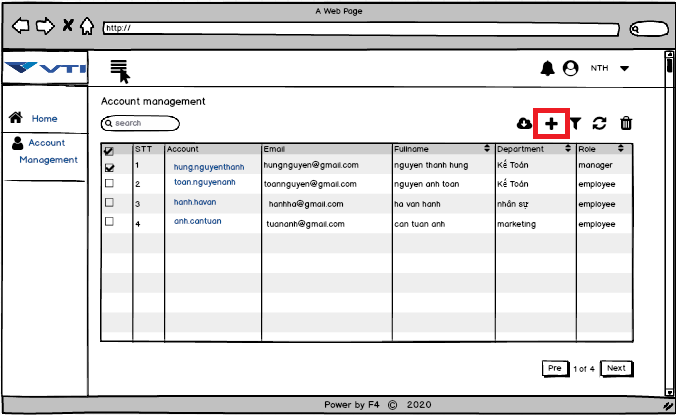 A Web Page
http://
VTI
NTH
Home
Account
Management
Account management
search
STT Account Email Fullname Department Role
1 hung.nguyenthanh hungnguyen@gmail.com nguyen thanh hung Kế Toán manager
2 toan.nguyenanh toannguyen@gmail.com nguyen anh toan Kế Toán employee
3 hanh.havan hanhha@gmail.com ha van hanh nhân sự employee
4 anh.cantuan tuananh@gmail.com can tuan anh marketing employee
Pre 1 of 4 Next
Power by F4 © 2020